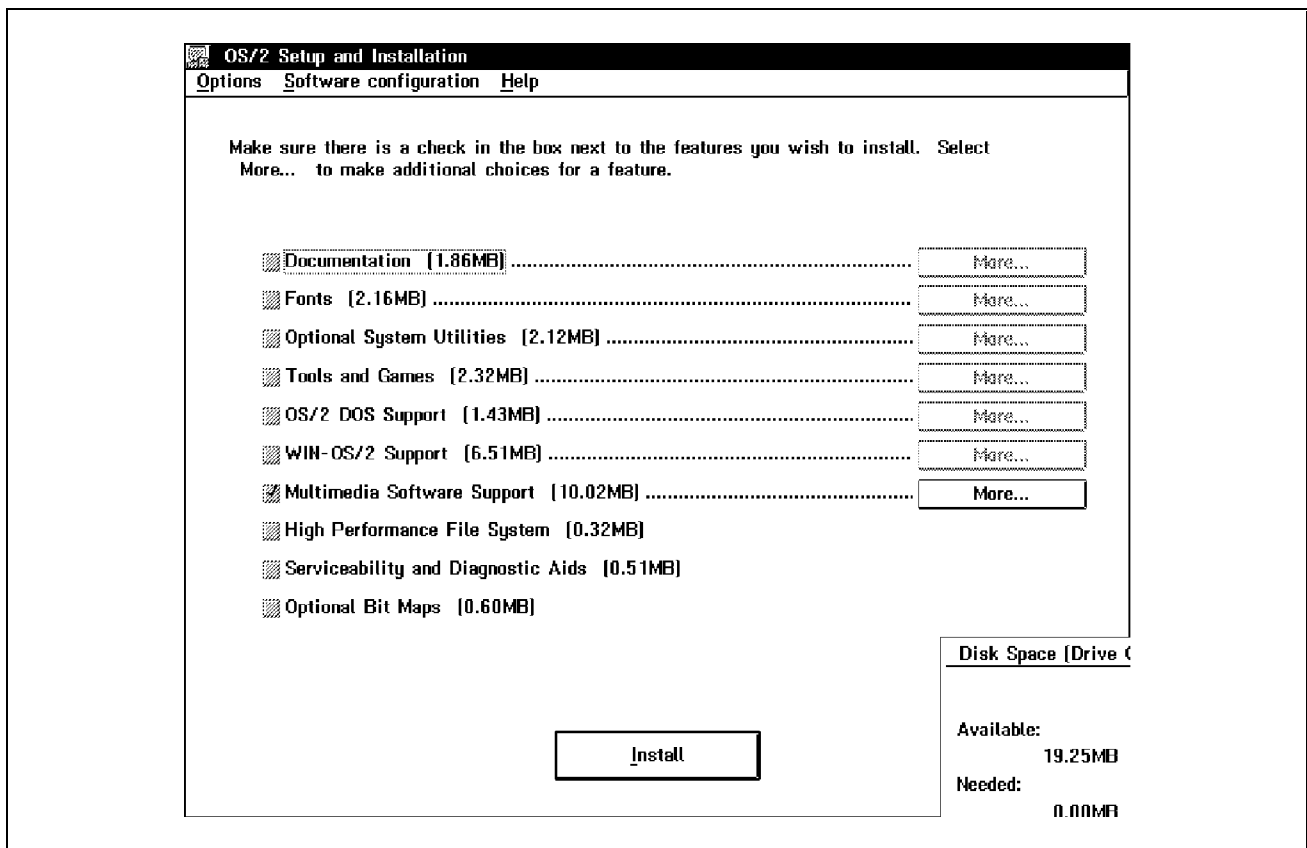 OS/2 Setup and Installation
Options Software configuration Help
Make sure there is a check in the box next to the features you wish to install. Select
More... to make additional choices for a feature.
Documentation (1.86MB) More...
Fonts (2.16MB) More...
Optional System Utilities (2.12MB) More...
Tools and Games (2.32MB) More...
OS/2 DOS Support (1.43MB) More...
WIN-OS/2 Support (6.51MB) More...
Multimedia Software Support (10.02MB) More...
High Performance File System (0.32MB)
Serviceability and Diagnostic Aids (0.51MB)
Optional Bit Maps (0.60MB)
Disk Space (Drive
Available:
19.25MB
Needed:
0.00MB
Install